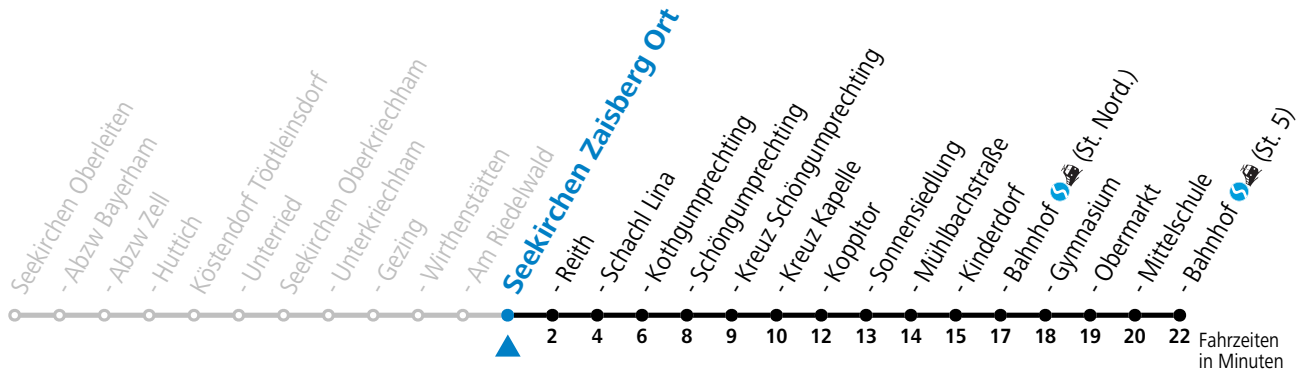 Seekirchen Oberleiten
- Abzw Bayerham
- Abzw Zell
- Huttich
Köstendorf Tödtleinsdorf
- Unterried
Seekirchen Oberkriechham
- Unterkriechham
- Gezing
- Wirthenstätten
- Am Riedelwald
Seekirchen Zaisberg Ort
- Reith
- Schachl Lina
- Kothgumprechting
- Schöngumprechting
- Kreuz Schöngumprechting
- Kreuz Kapelle
- Koppltor
- Sonnensiedlung
- Mühlbachstraße
- Kinderdorf
- Bahnhof (St. Nord.)
- Gymnasium
- Obermarkt
- Mittelschule
- Bahnhof (St. 5)
2 4 6 8 9 10 12 13 14 15 17 18 19 20 22
Fahrzeiten
in Minuten